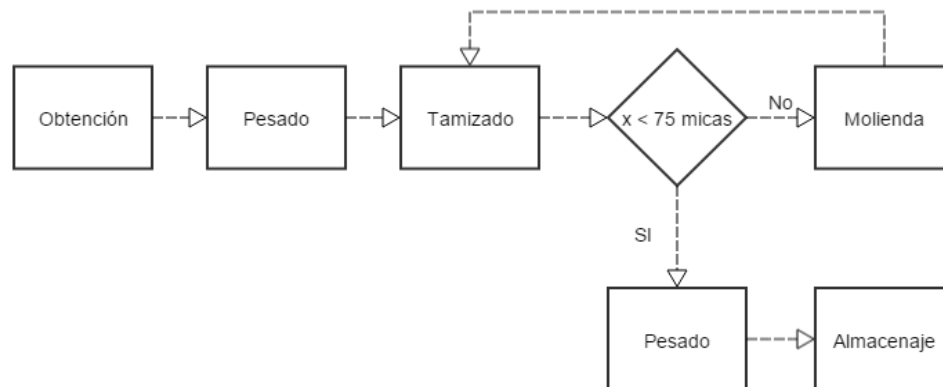 Obtención
Pesado
Tamizado
x < 75 micas
No
Molienda
SI
Pesado
Almacenaje